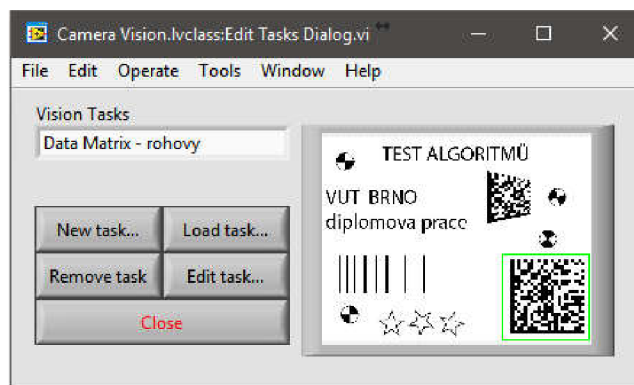 Camera Vision.lvclass:Edit Tasks Dialog.vi
File Edit Operate Tools Window Help
Vision Tasks
Data Matrix - rohovy
New task... Load task...
Remove task Edit task...
Close
TEST ALGORITMŮ
VUT BRNO
diplomova prace